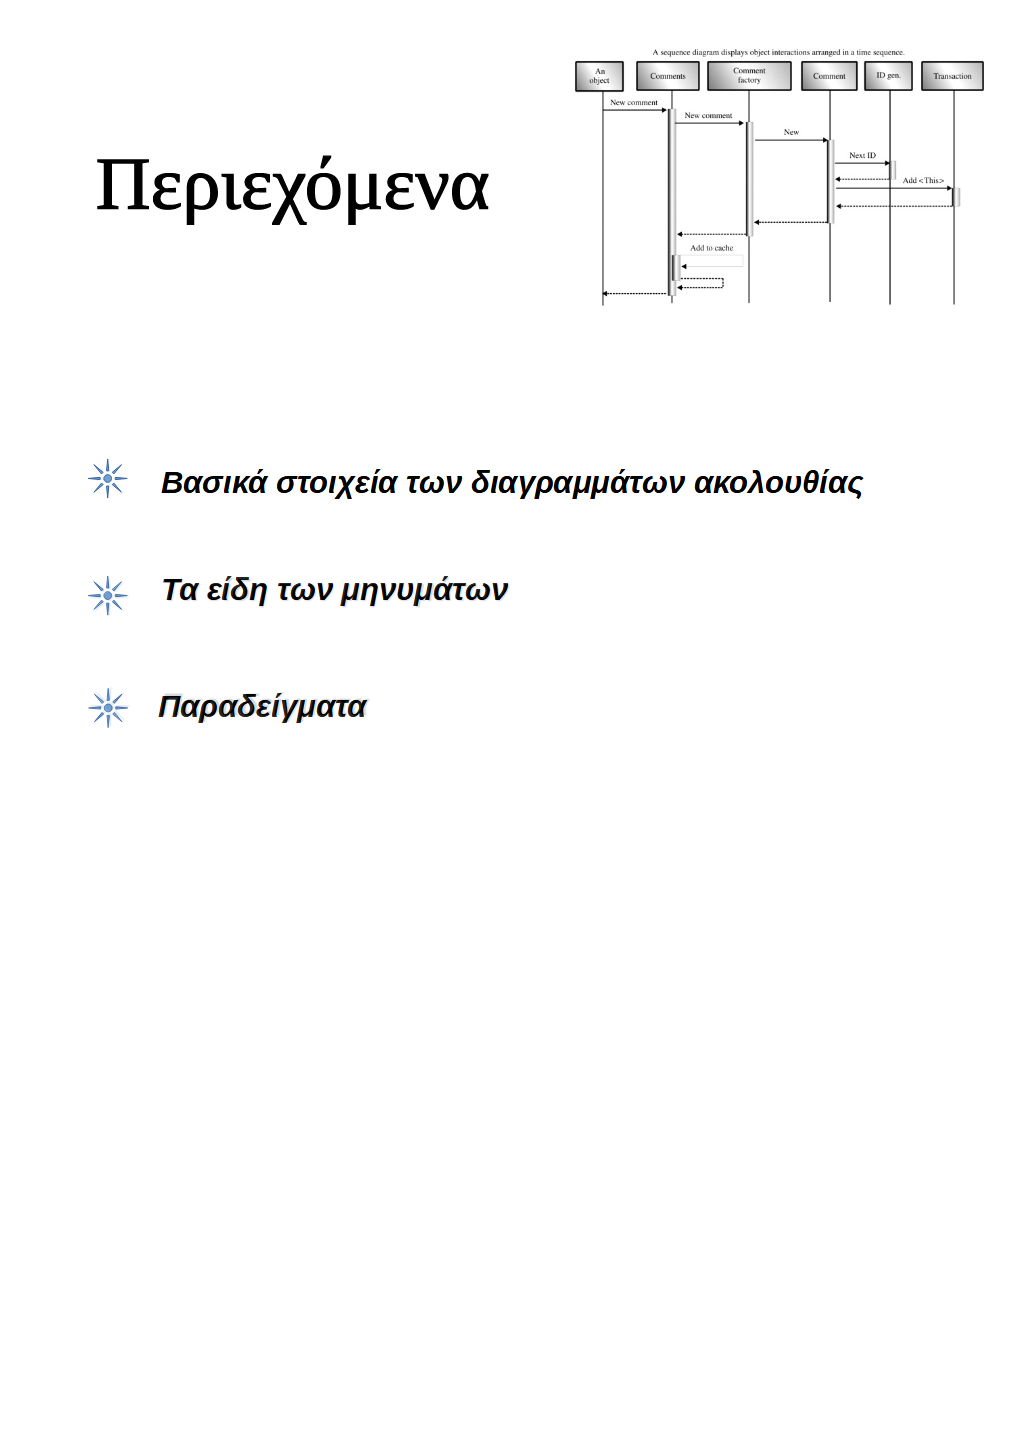 A sequence diagram displays object interactions arranged in a time sequence.
An
object
Comments
Comment
factory
Comment
ID gen.
Transaction
New comment
New comment
New
Next ID
Add <This>
Add to cache
Περιεχόμενα
Βασικά στοιχεία των διαγραμμάτων ακολουθίας
Τα είδη των μηνυμάτων
Παραδείγματα